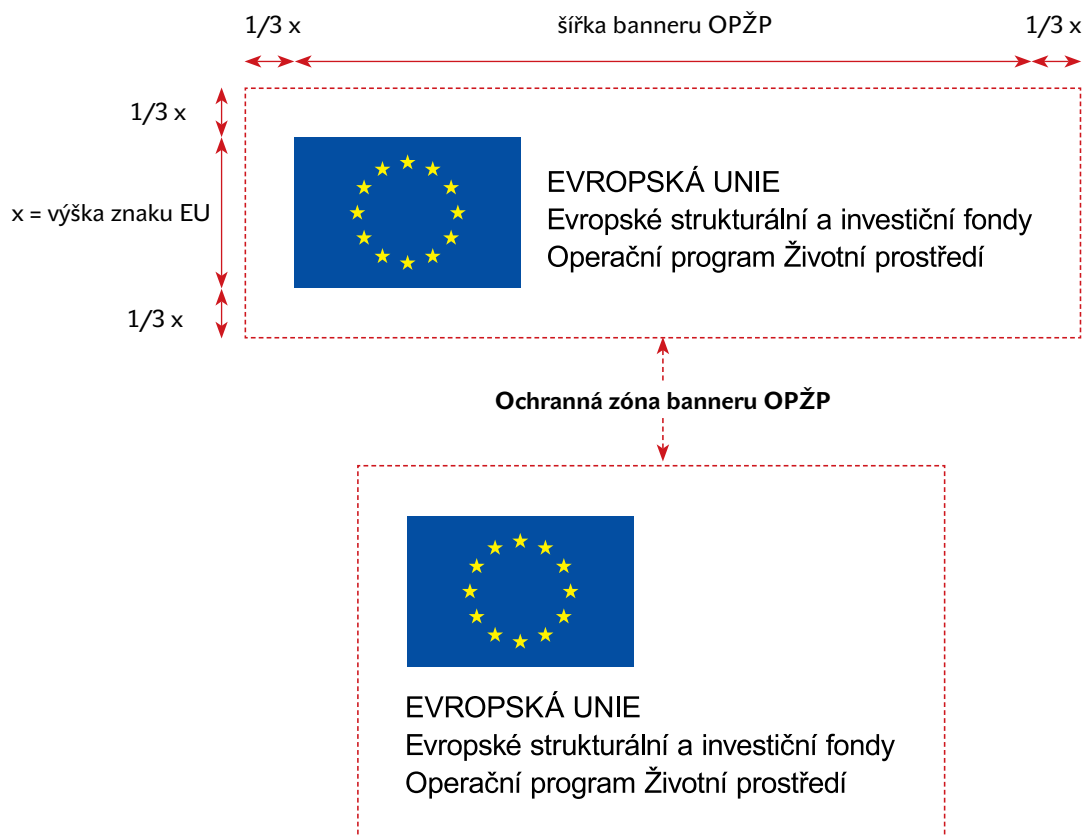 1/3 x
šířka banneru OPŽP
1/3 x
1/3 x
x = výška znaku EU
1/3 x
EVROPSKÁ UNIE
Evropské strukturální a investiční fondy
Operační program Životní prostředí
Ochranná zóna banneru OPŽP
EVROPSKÁ UNIE
Evropské strukturální a investiční fondy
Operační program Životní prostředí